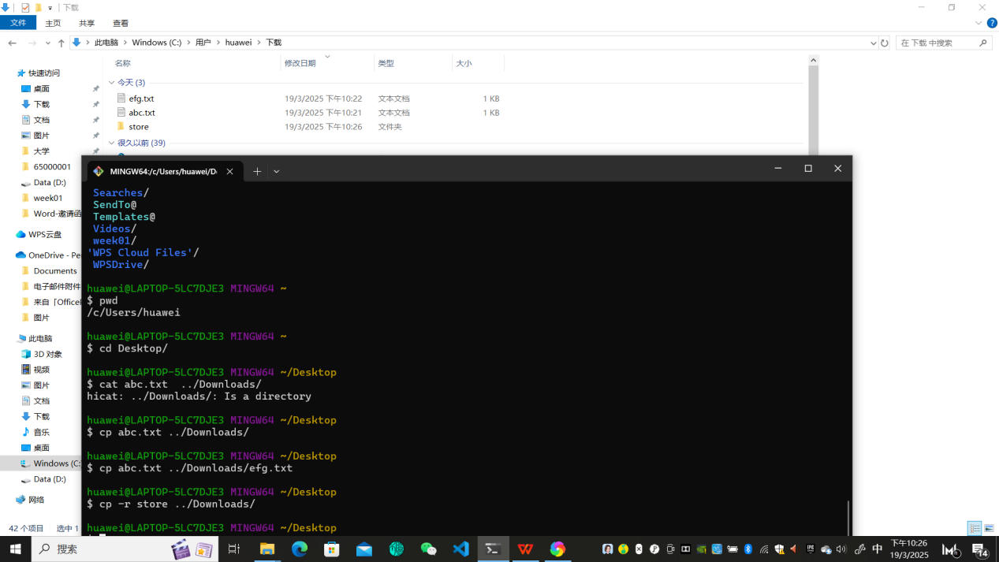 下载
文件 主页 共享 查看
此电脑 > Windows (C:) > 用户 > huawei > 下载
在 下载 中搜索
名称 修改日期 类型 大小
今天 (3)
efg.txt 19/3/2025 下午10:22 文本文档 1 KB
abc.txt 19/3/2025 下午10:21 文本文档 1 KB
store 19/3/2025 下午10:26 文件夹
很久以前 (39)
快速访问
桌面
下载
文档
图片
大学
65000001
Data (D:)
week01
Word-邀请函
WPS云盘
OneDrive - Pe
Documents
电子邮件附件
来自「OfficeP
图片
此电脑
3D 对象
视频
图片
文档
下载
音乐
桌面
Windows (C:
Data (D:)
网络
42 个项目 选中 1
MINGW64:/c/Users/huawei/De
Searches/
SendTo@
Templates@
Videos/
week01/
'WPS Cloud Files'/
WPSDrive/
huawei@LAPTOP-5LC7DJE3 MINGW64 ~
$ pwd
/c/Users/huawei
huawei@LAPTOP-5LC7DJE3 MINGW64 ~
$ cd Desktop/
huawei@LAPTOP-5LC7DJE3 MINGW64 ~/Desktop
$ cat abc.txt  ../Downloads/
hicat: ../Downloads/: Is a directory
huawei@LAPTOP-5LC7DJE3 MINGW64 ~/Desktop
$ cp abc.txt ../Downloads/
huawei@LAPTOP-5LC7DJE3 MINGW64 ~/Desktop
$ cp abc.txt ../Downloads/efg.txt
huawei@LAPTOP-5LC7DJE3 MINGW64 ~/Desktop
$ cp -r store ../Downloads/
huawei@LAPTOP-5LC7DJE3 MINGW64 ~/Desktop
搜索
中
下午10:26
19/3/2025
14